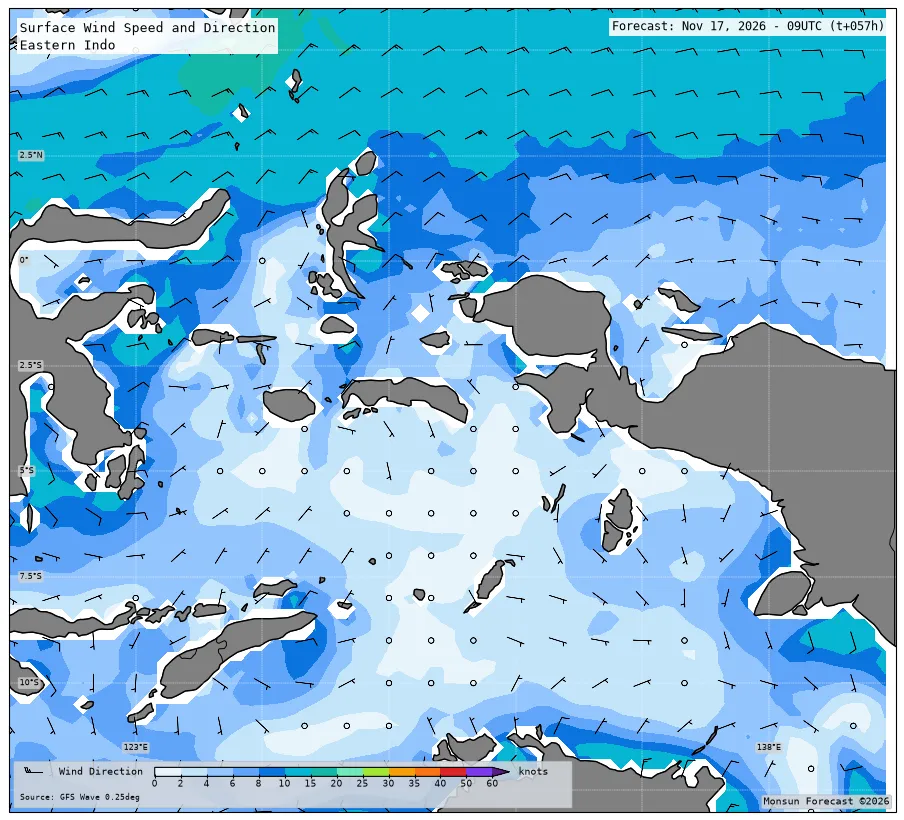 Surface Wind Speed and Direction
Eastern Indo
Forecast: Nov 17, 2026 - 09UTC (t+057h)
2.5°N
0°
2.5°S
5°S
7.5°S
10°S
123°E
138°E
Wind Direction
knots
0 2 4 6 8 10 15 20 25 30 35 40 50 60
Source: GFS Wave 0.25deg
Monsun Forecast ©2026